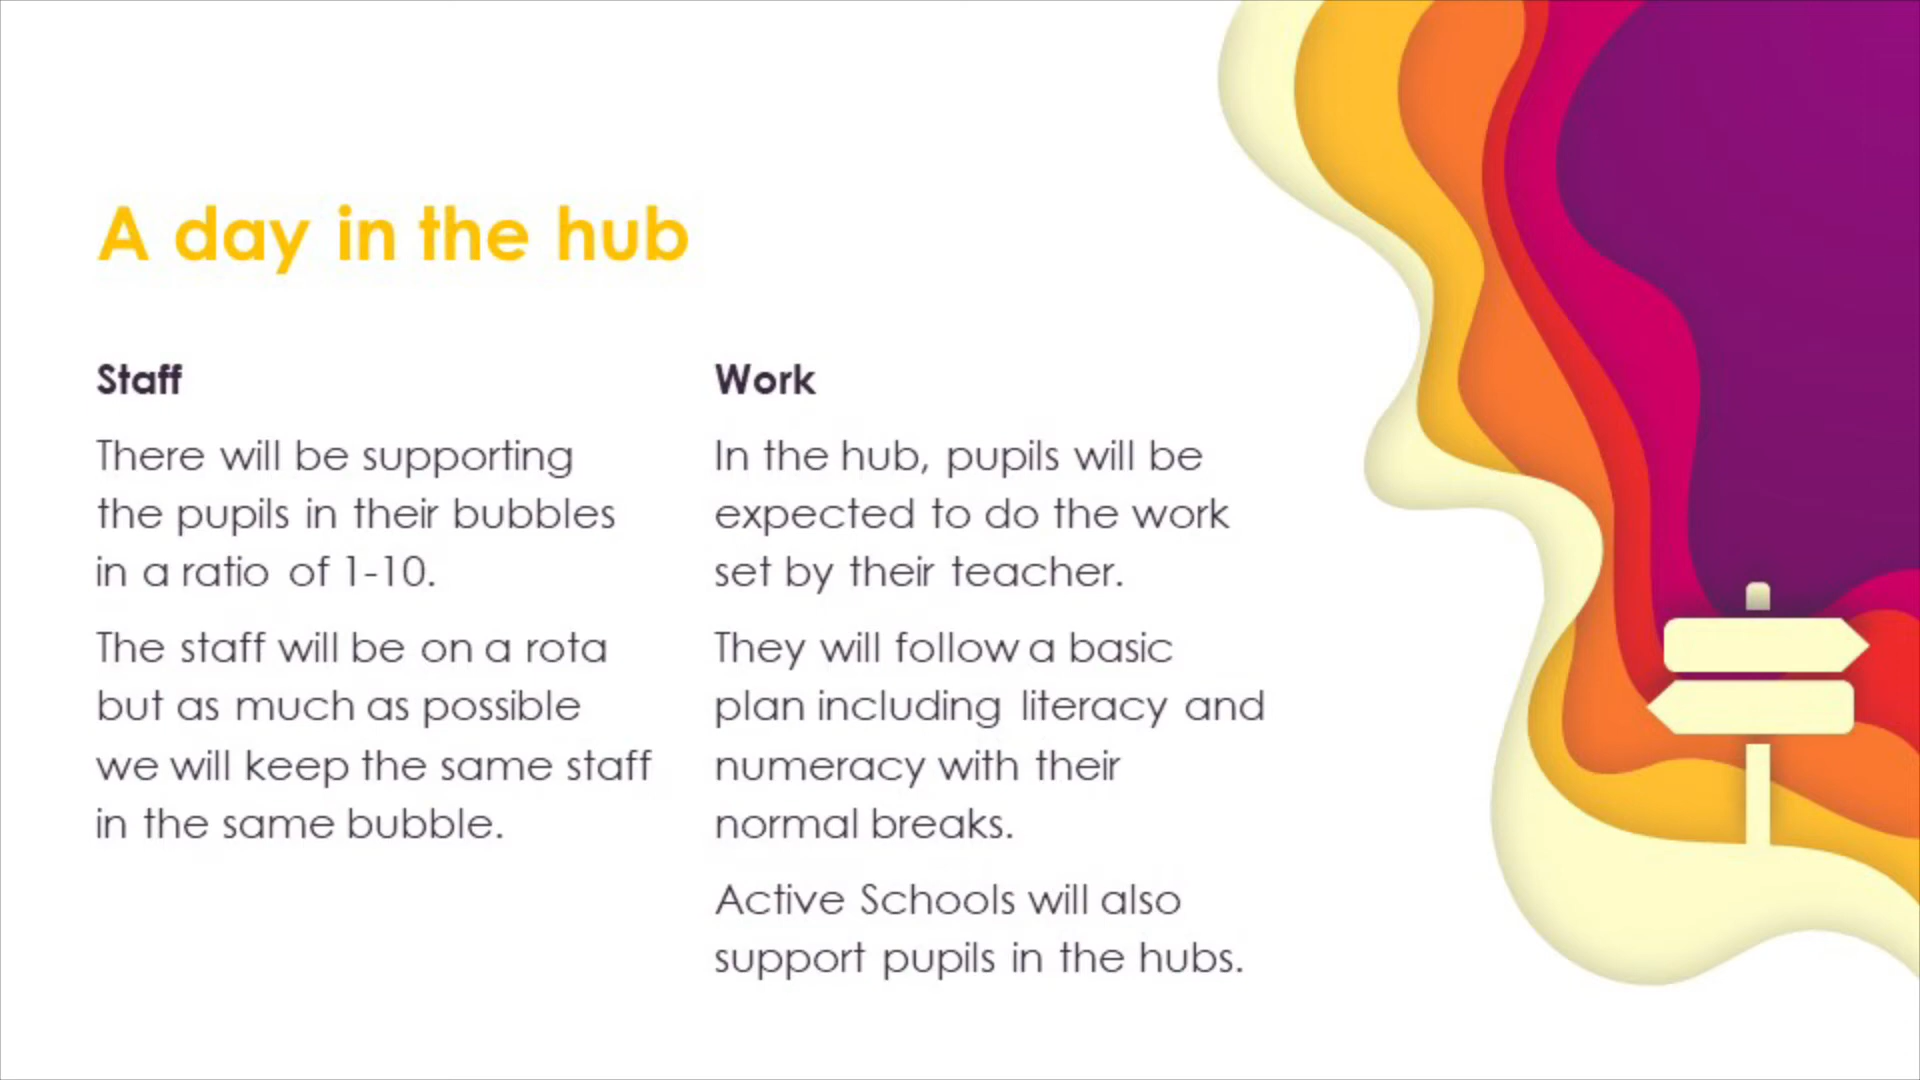 A day in the hub
Staff
There will be supporting
the pupils in their bubbles
in a ratio of 1-10.
The staff will be on a rota
but as much as possible
we will keep the same staff
in the same bubble.
Work
In the hub, pupils will be
expected to do the work
set by their teacher.
They will follow a basic
plan including literacy and
numeracy with their
normal breaks.
Active Schools will also
support pupils in the hubs.